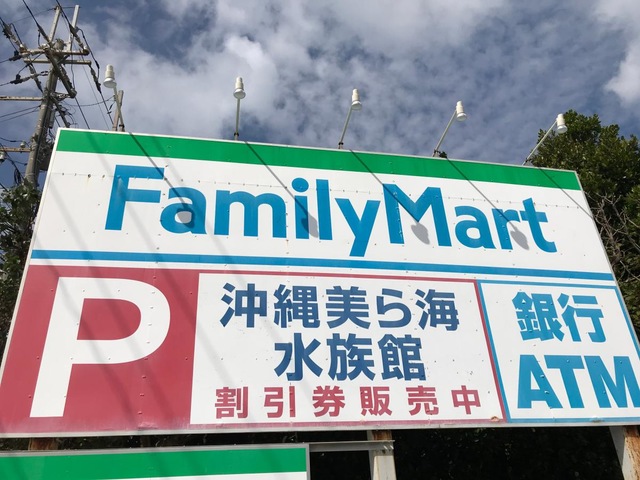 FamilyMart
P
沖縄美ら海
水族館
割引券販売中
銀行
ATM